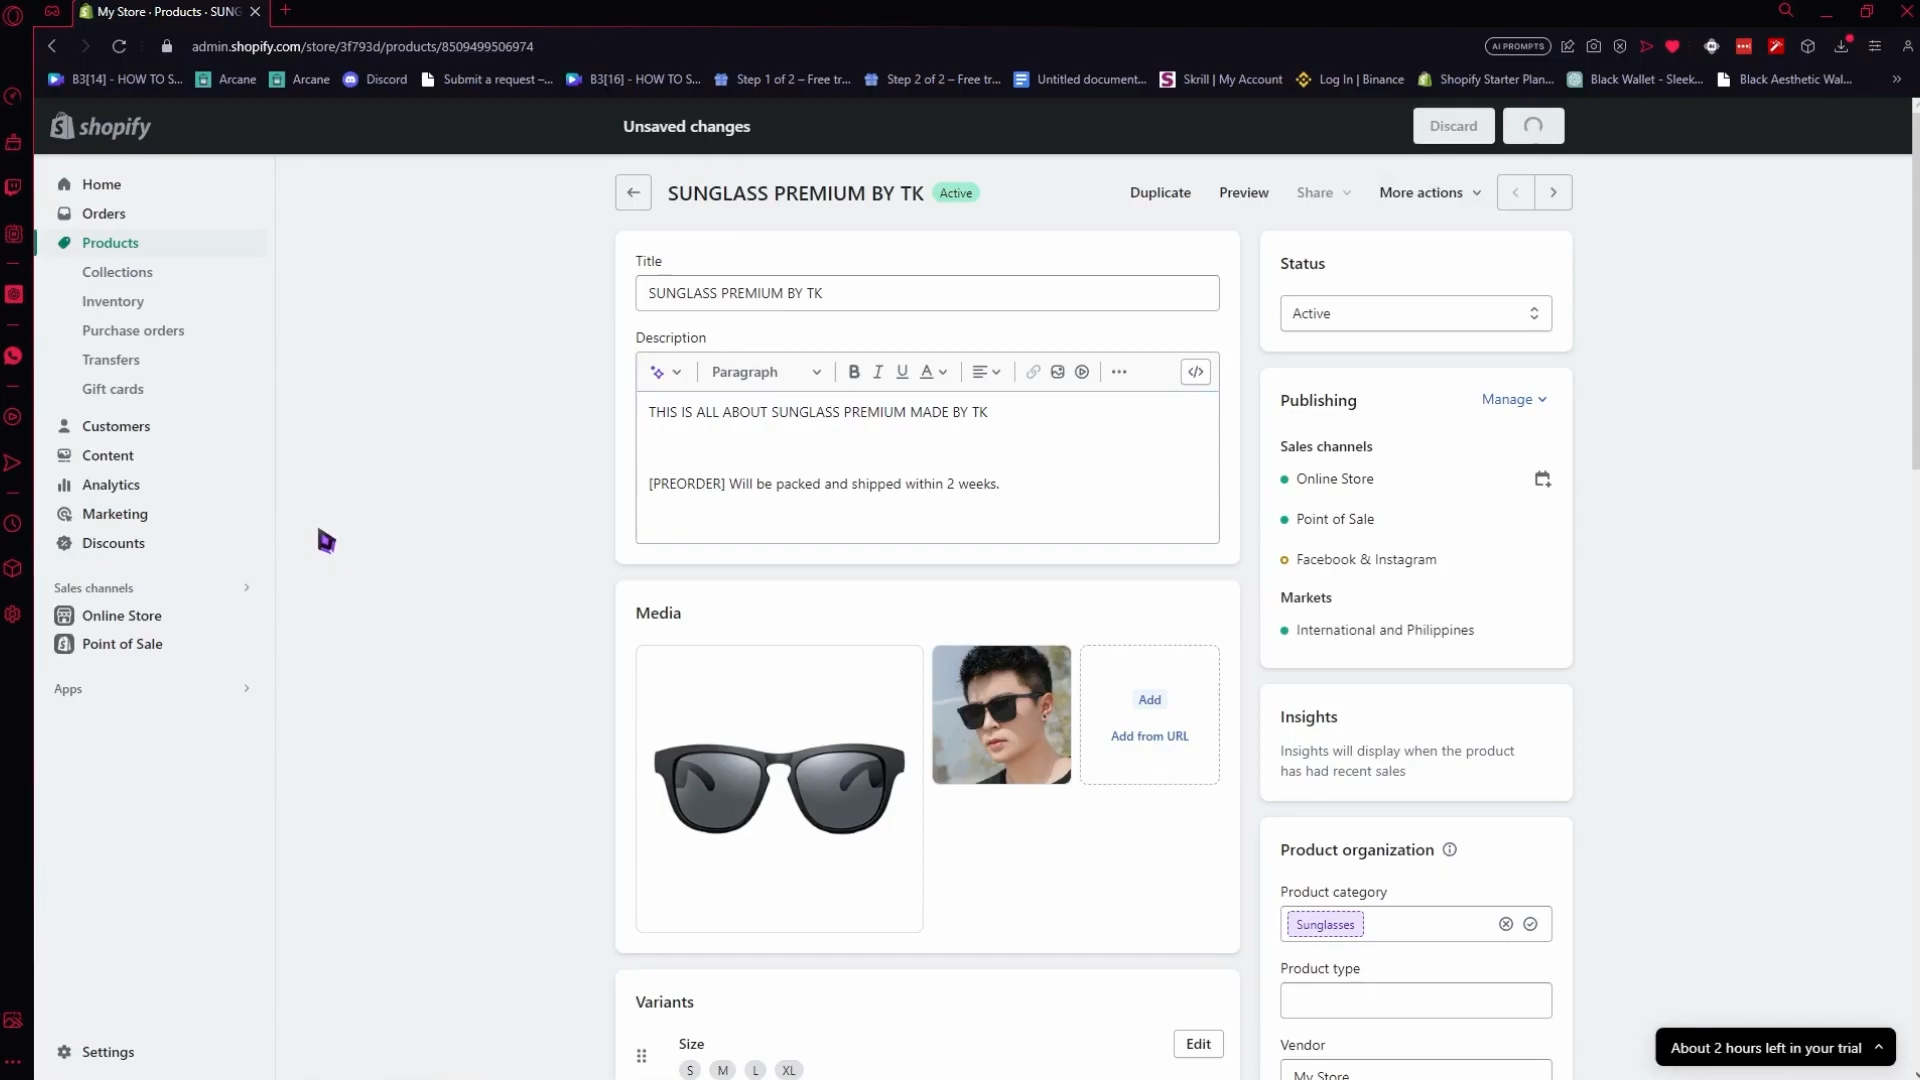 My Store · Products · SUNG
admin.shopify.com/store/3f793d/products/8509499506974
AI PROMPTS
B3[14] - HOW TO S...
Arcane
Arcane
Discord
Submit a request –...
B3[16] - HOW TO S...
Step 1 of 2 – Free tr...
Step 2 of 2 – Free tr...
Untitled document...
Skrill | My Account
Log In | Binance
Shopify Starter Plan...
Black Wallet - Sleek...
Black Aesthetic Wal...
shopify
Unsaved changes
Discard
Home
Orders
Products
Collections
Inventory
Purchase orders
Transfers
Gift cards
Customers
Content
Analytics
Marketing
Discounts
Sales channels
Online Store
Point of Sale
Apps
Settings
SUNGLASS PREMIUM BY TK
Active
Duplicate
Preview
Share
More actions
Title
SUNGLASS PREMIUM BY TK
Description
Paragraph
B I U A
THIS IS ALL ABOUT SUNGLASS PREMIUM MADE BY TK
[PREORDER] Will be packed and shipped within 2 weeks.
Media
Add
Add from URL
Variants
Size
Edit
S M L XL
Status
Active
Publishing
Manage
Sales channels
Online Store
Point of Sale
Facebook & Instagram
Markets
International and Philippines
Insights
Insights will display when the product
has had recent sales
Product organization
Product category
Sunglasses
Product type
Vendor
My Store
About 2 hours left in your trial